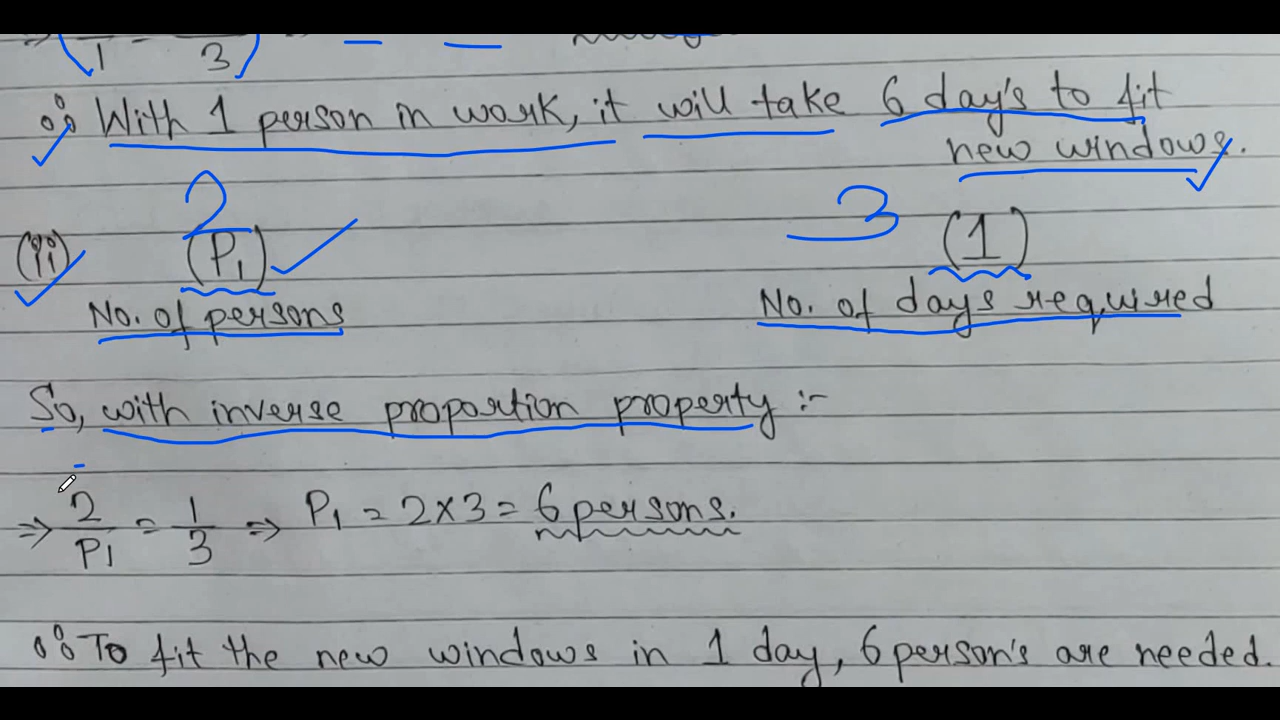 1 3
∴ With 1 person in work, it will take 6 day's to fit
new windows.
2 3
(ii) (P₁) (1)
No. of persons No. of days required
So, with inverse proportion property :-
⇒ 2/P₁ = 1/3 ⇒ P₁ = 2×3 = 6 persons.
∴ To fit the new windows in 1 day, 6 person's are needed.